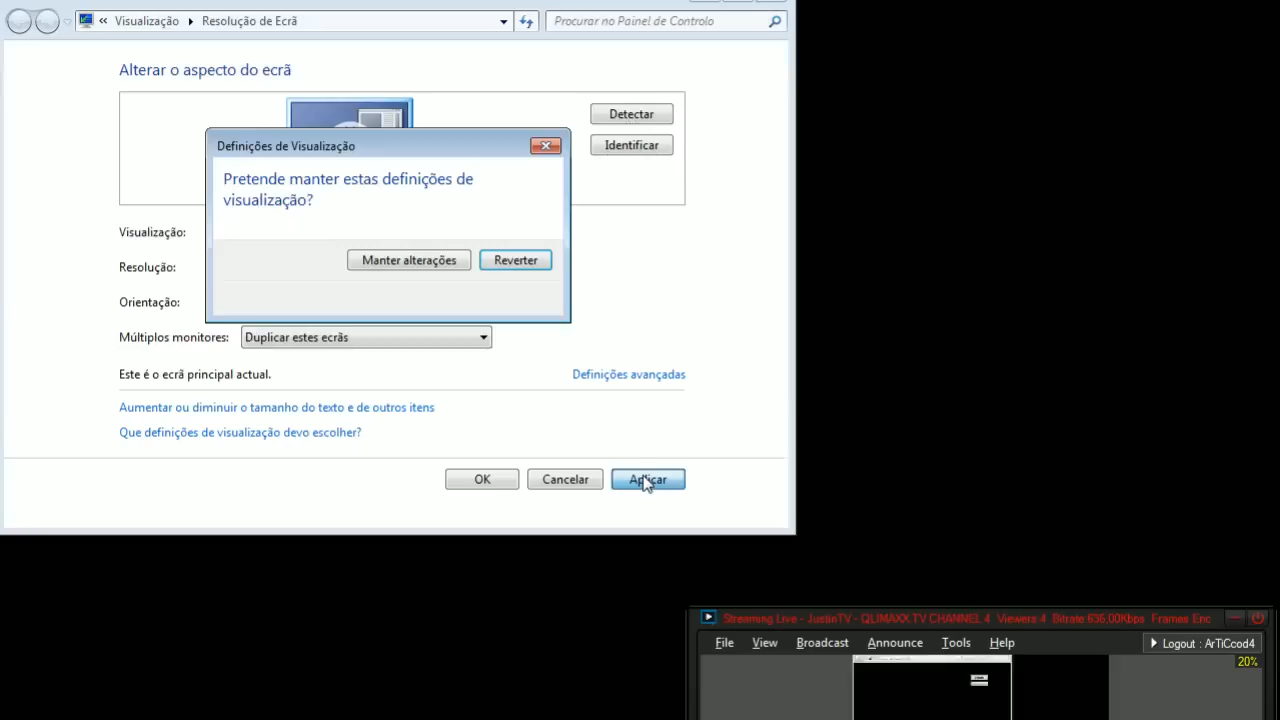 « Visualização Resolução de Ecrã
Procurar no Painel de Controlo
Alterar o aspecto do ecrã
Detectar
Identificar
Definições de Visualização
Pretende manter estas definições de
visualização?
Manter alterações Reverter
Visualização:
Resolução:
Orientação:
Múltiplos monitores: Duplicar estes ecrãs
Este é o ecrã principal actual. Definições avançadas
Aumentar ou diminuir o tamanho do texto e de outros itens
Que definições de visualização devo escolher?
OK Cancelar Aplicar
Streaming Live - JustinTV - QLIMAXX.TV CHANNEL 4 Viewers:4 Bitrate:636,00Kbps Frames Enc
File View Broadcast Announce Tools Help Logout : ArTiCcod4
20%